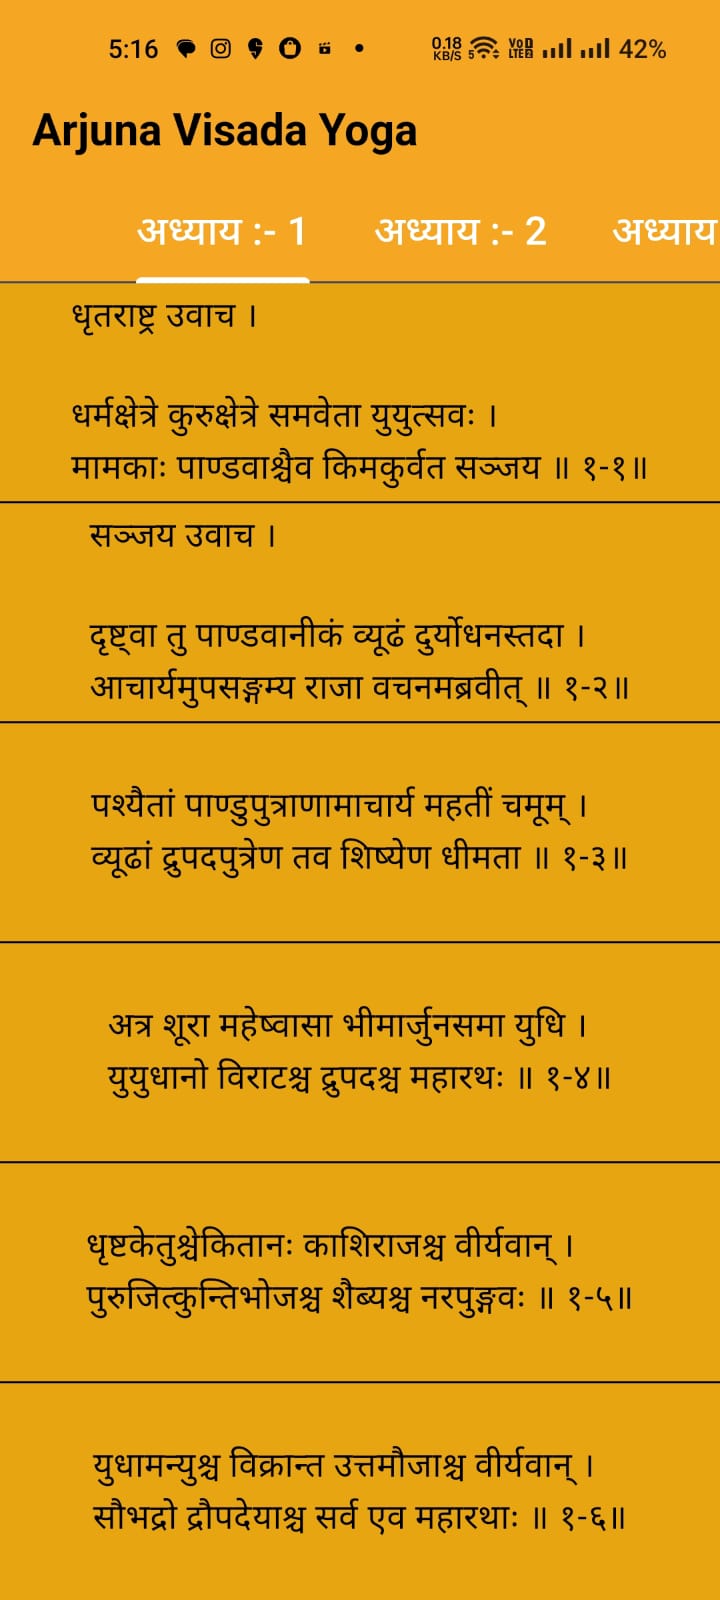 5:16
0.18 KB/S 5 VoD LTE2 42%
Arjuna Visada Yoga
अध्याय :- 1 अध्याय :- 2 अध्याय
धृतराष्ट्र उवाच ।
धर्मक्षेत्रे कुरुक्षेत्रे समवेता युयुत्सवः ।
मामकाः पाण्डवाश्चैव किमकुर्वत सञ्जय ॥ १-१॥
सञ्जय उवाच ।
दृष्ट्वा तु पाण्डवानीकं व्यूढं दुर्योधनस्तदा ।
आचार्यमुपसङ्गम्य राजा वचनमब्रवीत् ॥ १-२॥
पश्यैतां पाण्डुपुत्राणामाचार्य महतीं चमूम् ।
व्यूढां द्रुपदपुत्रेण तव शिष्येण धीमता ॥ १-३॥
अत्र शूरा महेष्वासा भीमार्जुनसमा युधि ।
युयुधानो विराटश्च द्रुपदश्च महारथः ॥ १-४॥
धृष्टकेतुश्चेकितानः काशिराजश्च वीर्यवान् ।
पुरुजित्कुन्तिभोजश्च शैब्यश्च नरपुङ्गवः ॥ १-५॥
युधामन्युश्च विक्रान्त उत्तमौजाश्च वीर्यवान् ।
सौभद्रो द्रौपदेयाश्च सर्व एव महारथाः ॥ १-६॥